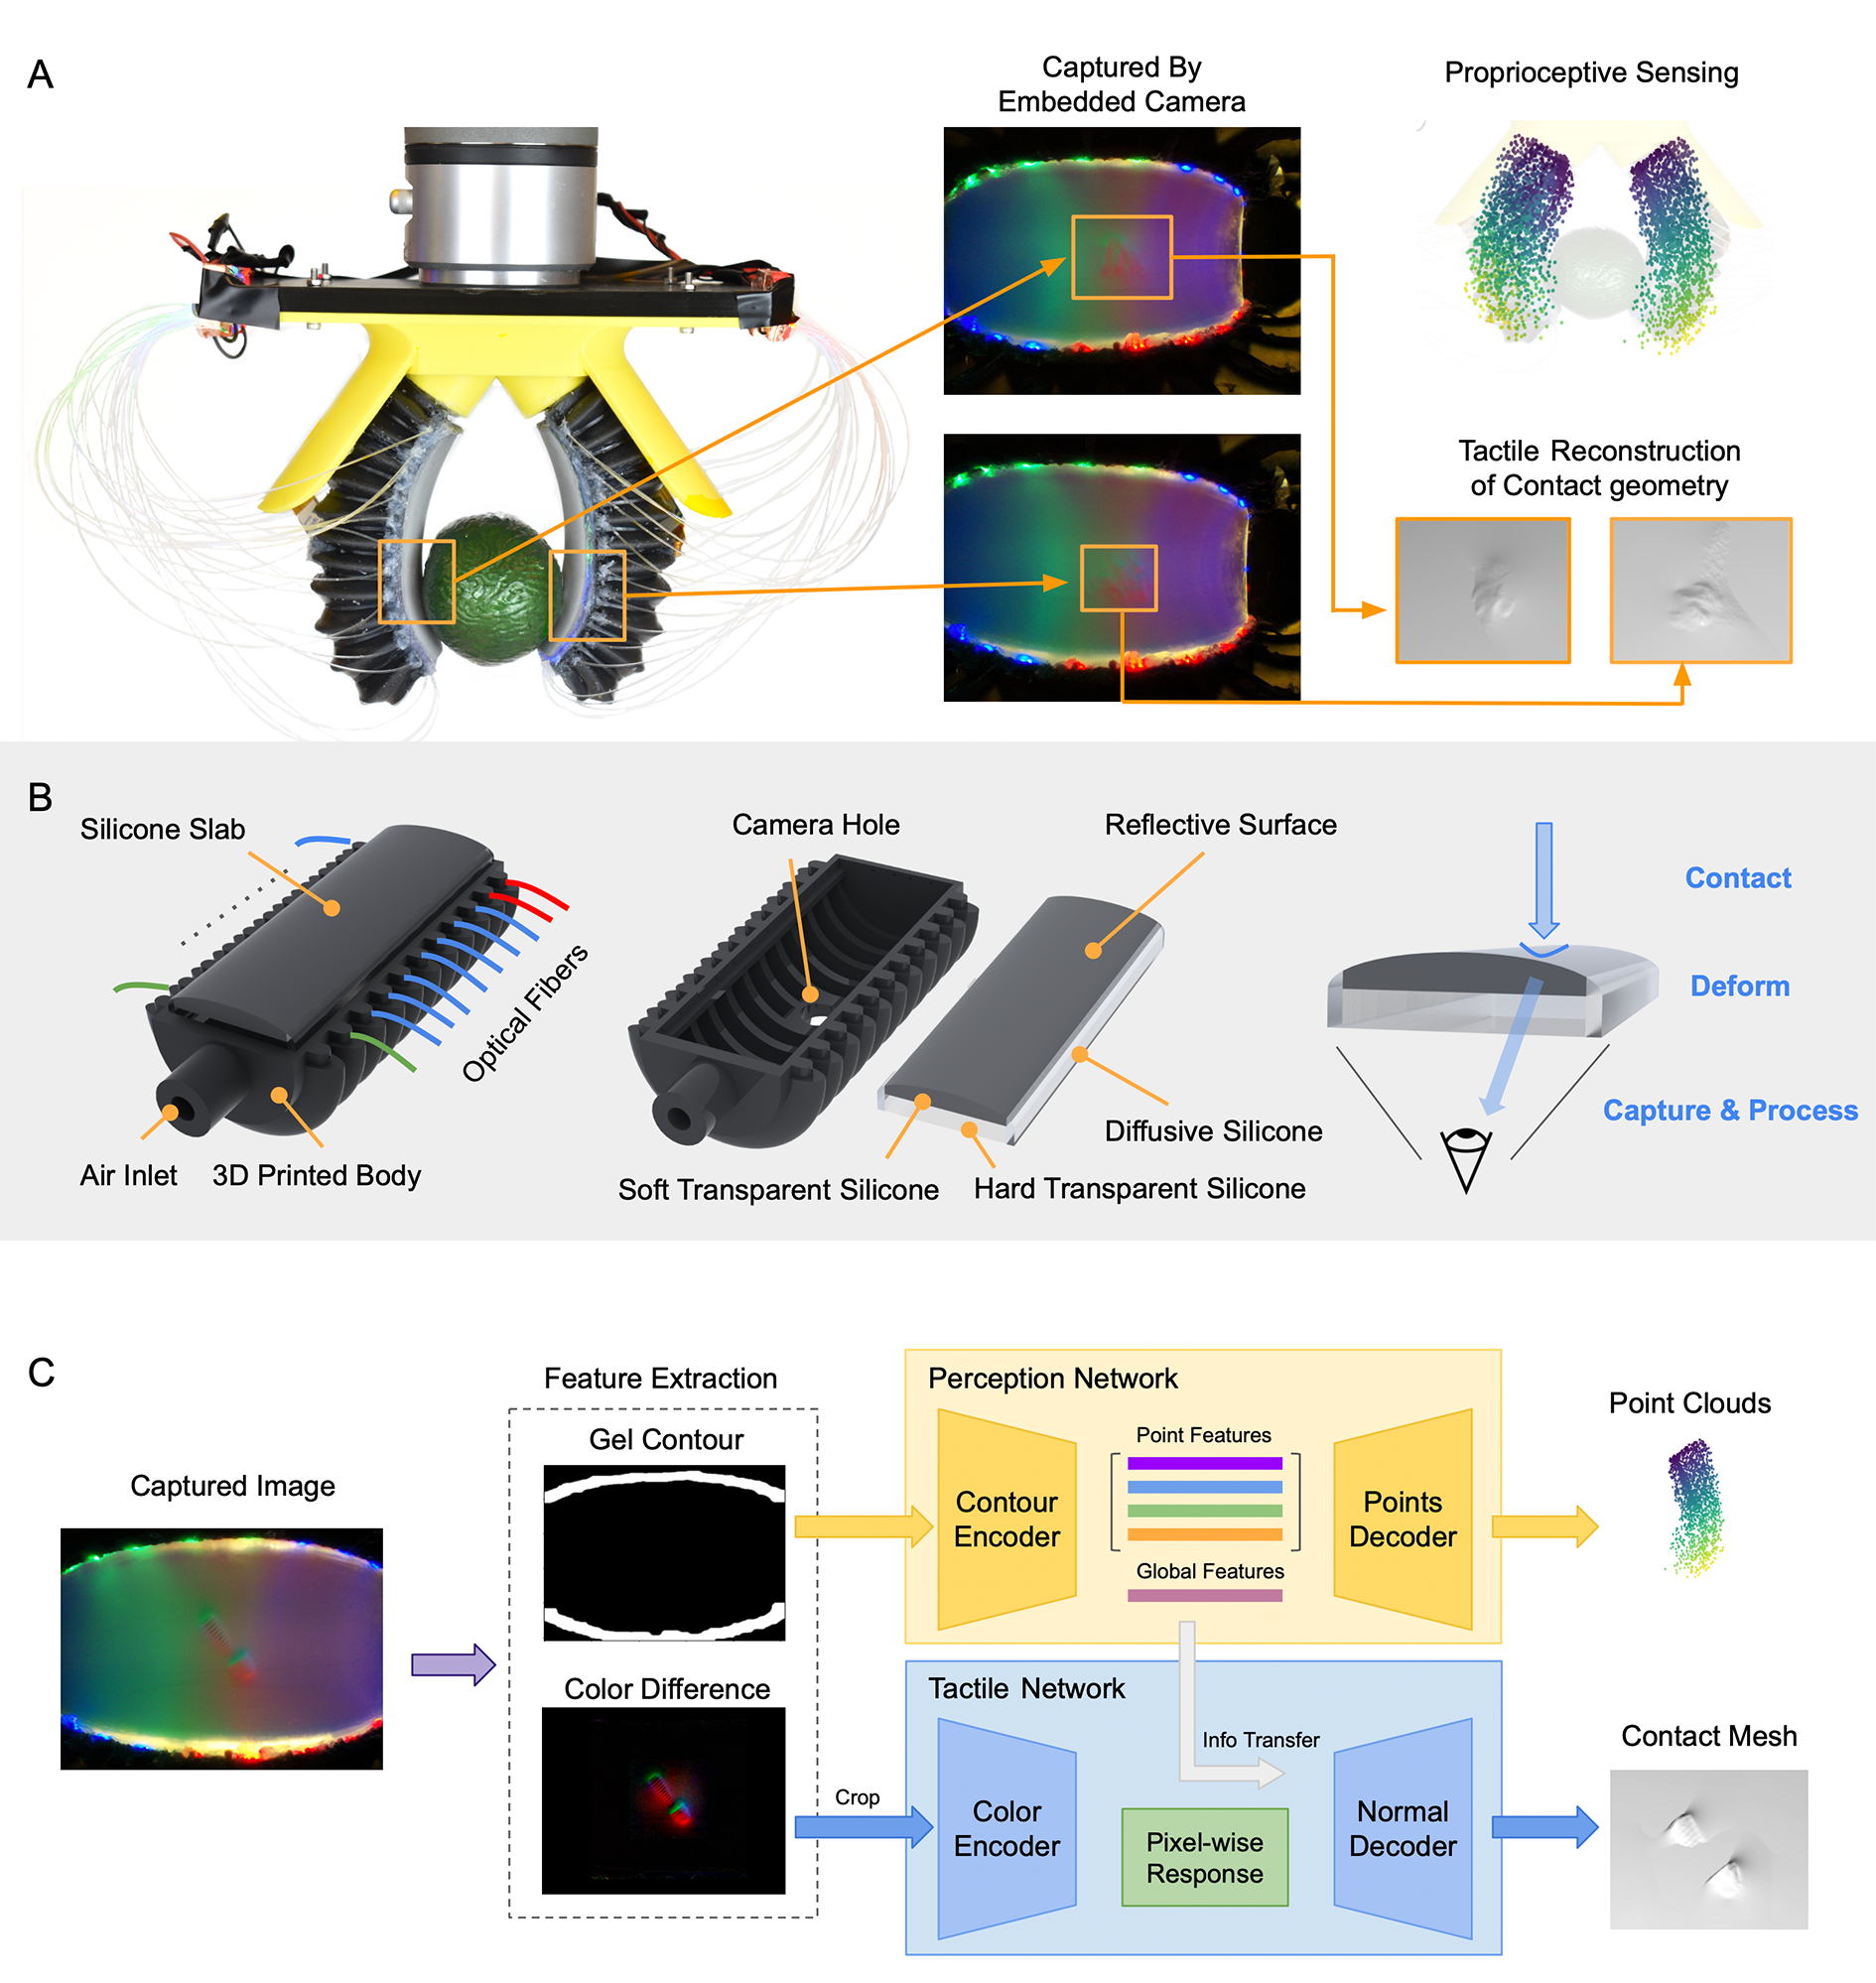 A
Captured By
Embedded Camera
Proprioceptive Sensing
Tactile Reconstruction
of Contact geometry
B
Silicone Slab
Optical Fibers
Air Inlet
3D Printed Body
Camera Hole
Reflective Surface
Diffusive Silicone
Soft Transparent Silicone
Hard Transparent Silicone
Contact
Deform
Capture & Process
C
Captured Image
Feature Extraction
Gel Contour
Color Difference
Crop
Perception Network
Contour
Encoder
Point Features
Global Features
Points
Decoder
Point Clouds
Tactile Network
Info Transfer
Color
Encoder
Pixel-wise
Response
Normal
Decoder
Contact Mesh